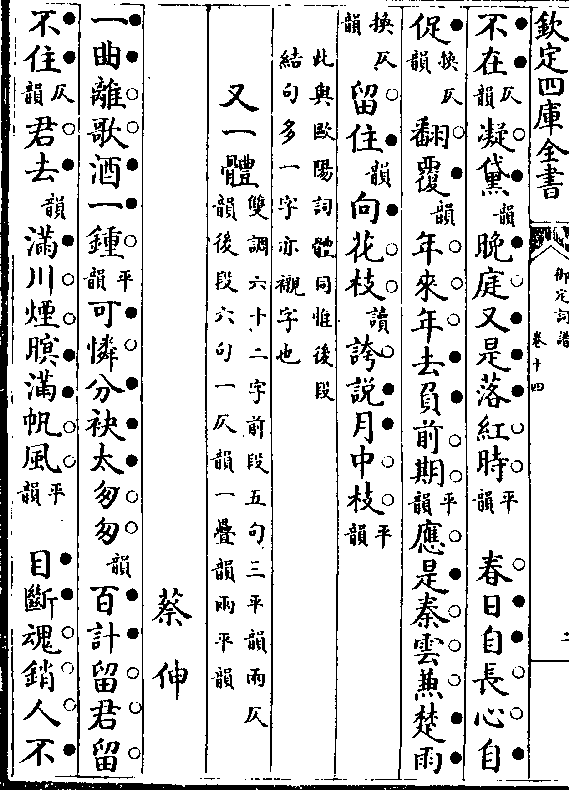 欽定四庫全書
御定詞譜
卷十四
二
不在仄韻凝黛韻晚庭又是落紅時平韻　春日自長心自
促換仄韻翻覆韻年來年去負前期平韻應是秦雲兼楚雨
換仄韻留住韻向花枝讀誇説月中枝平韻
此與歐陽詞體同惟後段
結句多一字亦襯字也
又一體雙調六十二字前段五句三平韻兩仄
韻後段六句一仄韻一疊韻兩平韻
蔡伸
一曲離歌酒一鍾平韻可憐分袂太匆匆韻百計留君留
不住仄韻君去韻滿川煙暝滿帆風平韻　目斷魂銷人不